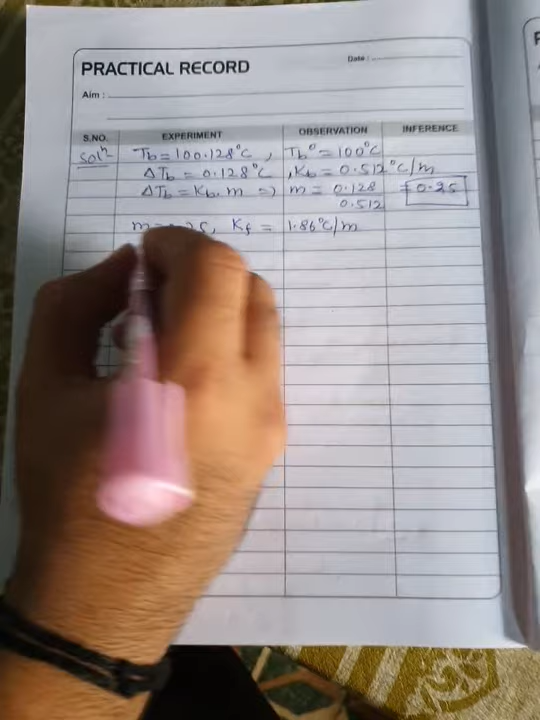 PRACTICAL RECORD
Date :
Aim :
S.NO. EXPERIMENT OBSERVATION INFERENCE
Solⁿ Tb = 100.128°C, Tb° = 100°C
ΔTb = 0.128°C, Kb = 0.512°C/m
ΔTb = Kb. m => m = 0.128 = 0.25
0.512
m = .25, Kf = 1.86°C/m